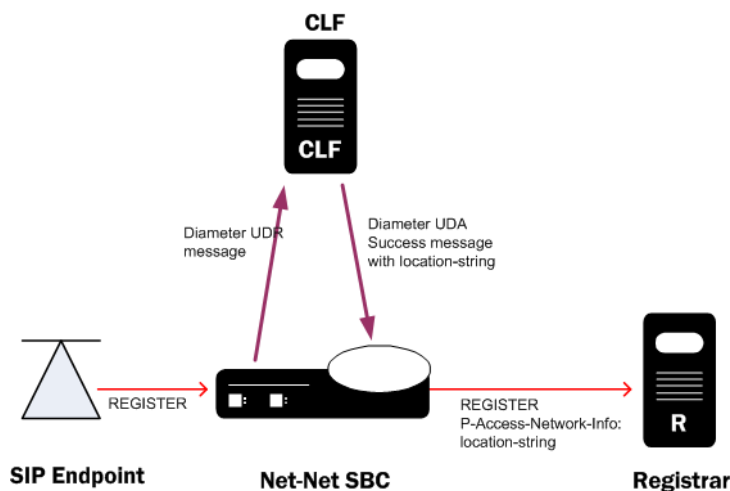 CLF
CLF
Diameter UDR
message
Diameter UDA
Success message
with location-string
REGISTER
REGISTER
P-Access-Network-Info:
location-string
R
SIP Endpoint
Net-Net SBC
Registrar